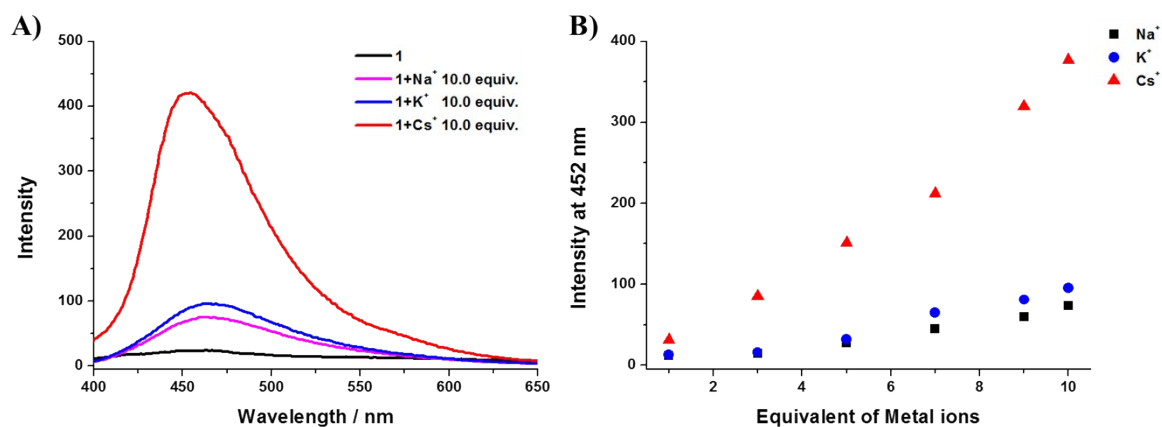 A)
500
400
300
200
100
0
Intensity
400
450
500
550
600
650
Wavelength / nm
1
1+Na⁺ 10.0 equiv.
1+K⁺ 10.0 equiv.
1+Cs⁺ 10.0 equiv.
B)
400
300
200
100
0
Intensity at 452 nm
2
4
6
8
10
Equivalent of Metal ions
Na⁺
K⁺
Cs⁺